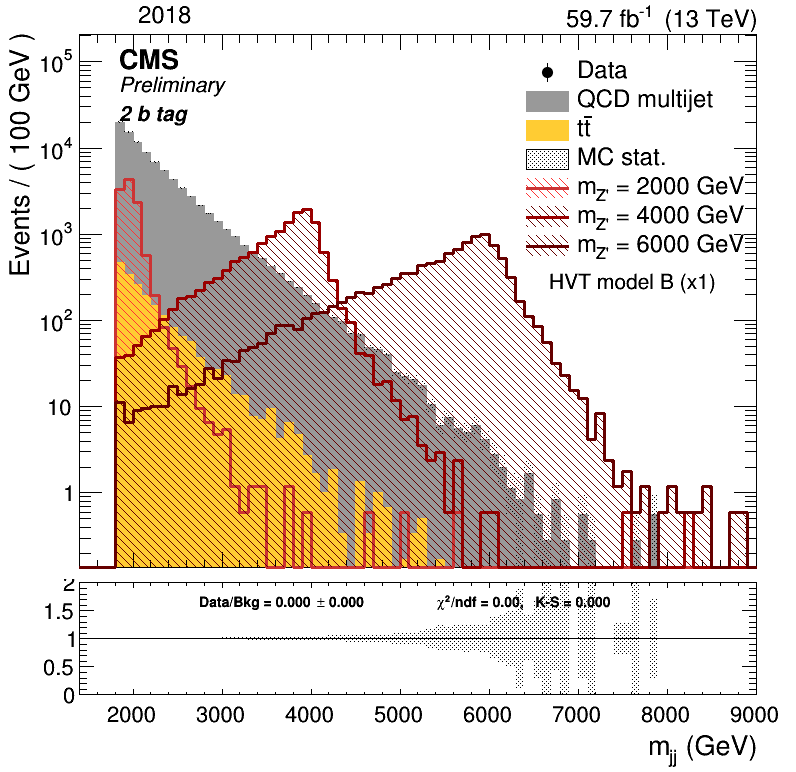 2018
59.7 fb⁻¹ (13 TeV)
Events / ( 100 GeV )
CMS
Preliminary
2 b tag
Data
QCD multijet
tt̄
MC stat.
m_Z' = 2000 GeV
m_Z' = 4000 GeV
m_Z' = 6000 GeV
HVT model B (x1)
10⁵
10⁴
10³
10²
10
1
Data/Bkg = 0.000 ± 0.000
χ²/ndf = 0.00, K-S = 0.000
2
1.5
1
0.5
0
2000 3000 4000 5000 6000 7000 8000 9000
m_jj (GeV)